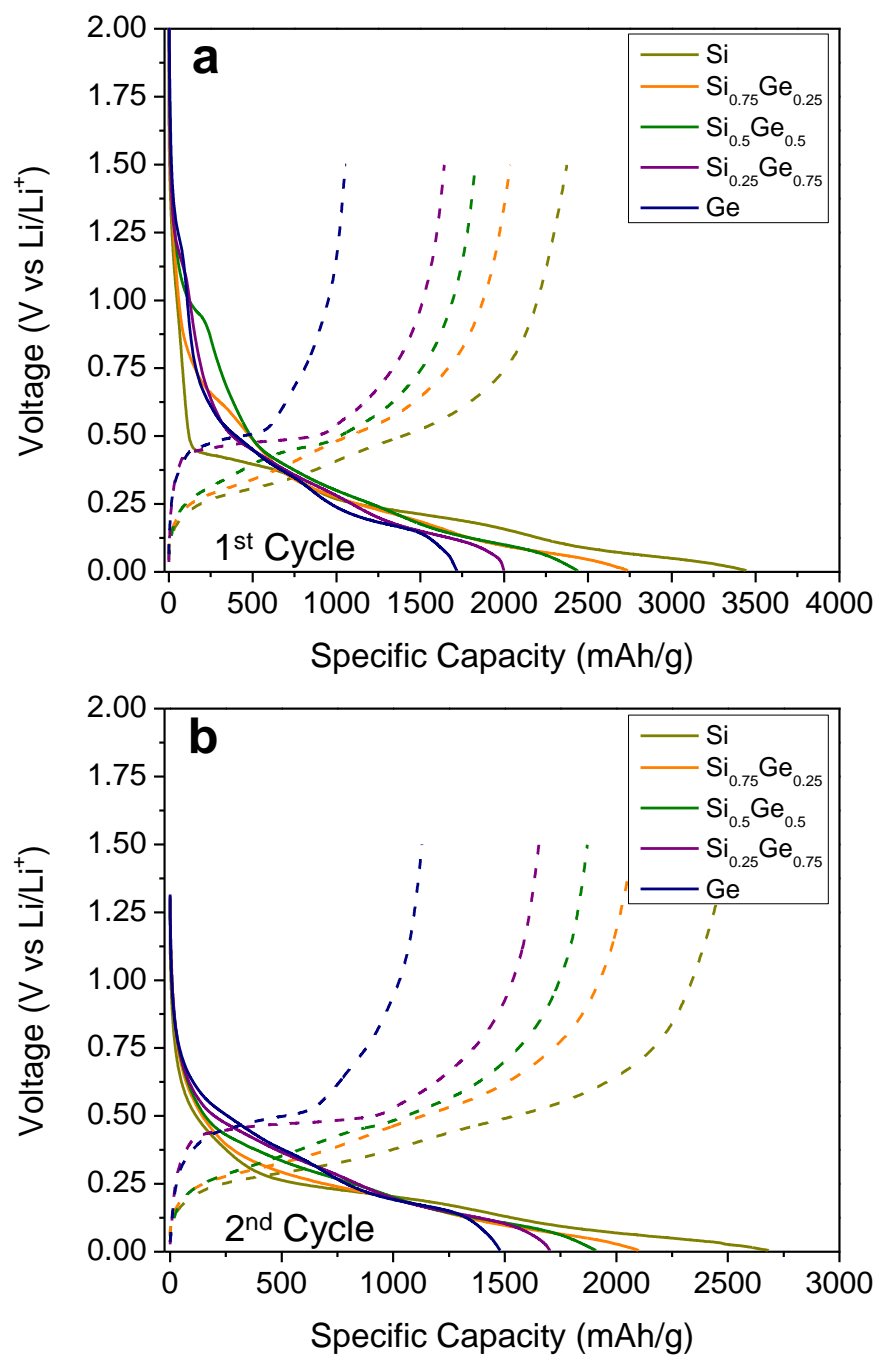 a
2.00
1.75
1.50
1.25
1.00
0.75
0.50
0.25
0.00
Voltage (V vs Li/Li⁺)
Si
Si₀.₇₅Ge₀.₂₅
Si₀.₅Ge₀.₅
Si₀.₂₅Ge₀.₇₅
Ge
1ˢᵗ Cycle
0 500 1000 1500 2000 2500 3000 3500 4000
Specific Capacity (mAh/g)
b
2.00
1.75
1.50
1.25
1.00
0.75
0.50
0.25
0.00
Voltage (V vs Li/Li⁺)
Si
Si₀.₇₅Ge₀.₂₅
Si₀.₅Ge₀.₅
Si₀.₂₅Ge₀.₇₅
Ge
2ⁿᵈ Cycle
0 500 1000 1500 2000 2500 3000
Specific Capacity (mAh/g)